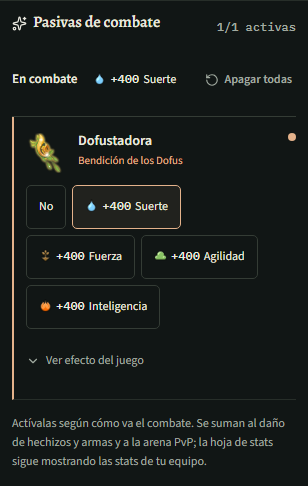 Pasivas de combate
1/1 activas
En combate
+400 Suerte
Apagar todas
Dofustadora
Bendición de los Dofus
No
+400 Suerte
+400 Fuerza
+400 Agilidad
+400 Inteligencia
Ver efecto del juego
Actívalas según cómo va el combate. Se suman al daño
de hechizos y armas y a la arena PvP; la hoja de stats
sigue mostrando las stats de tu equipo.